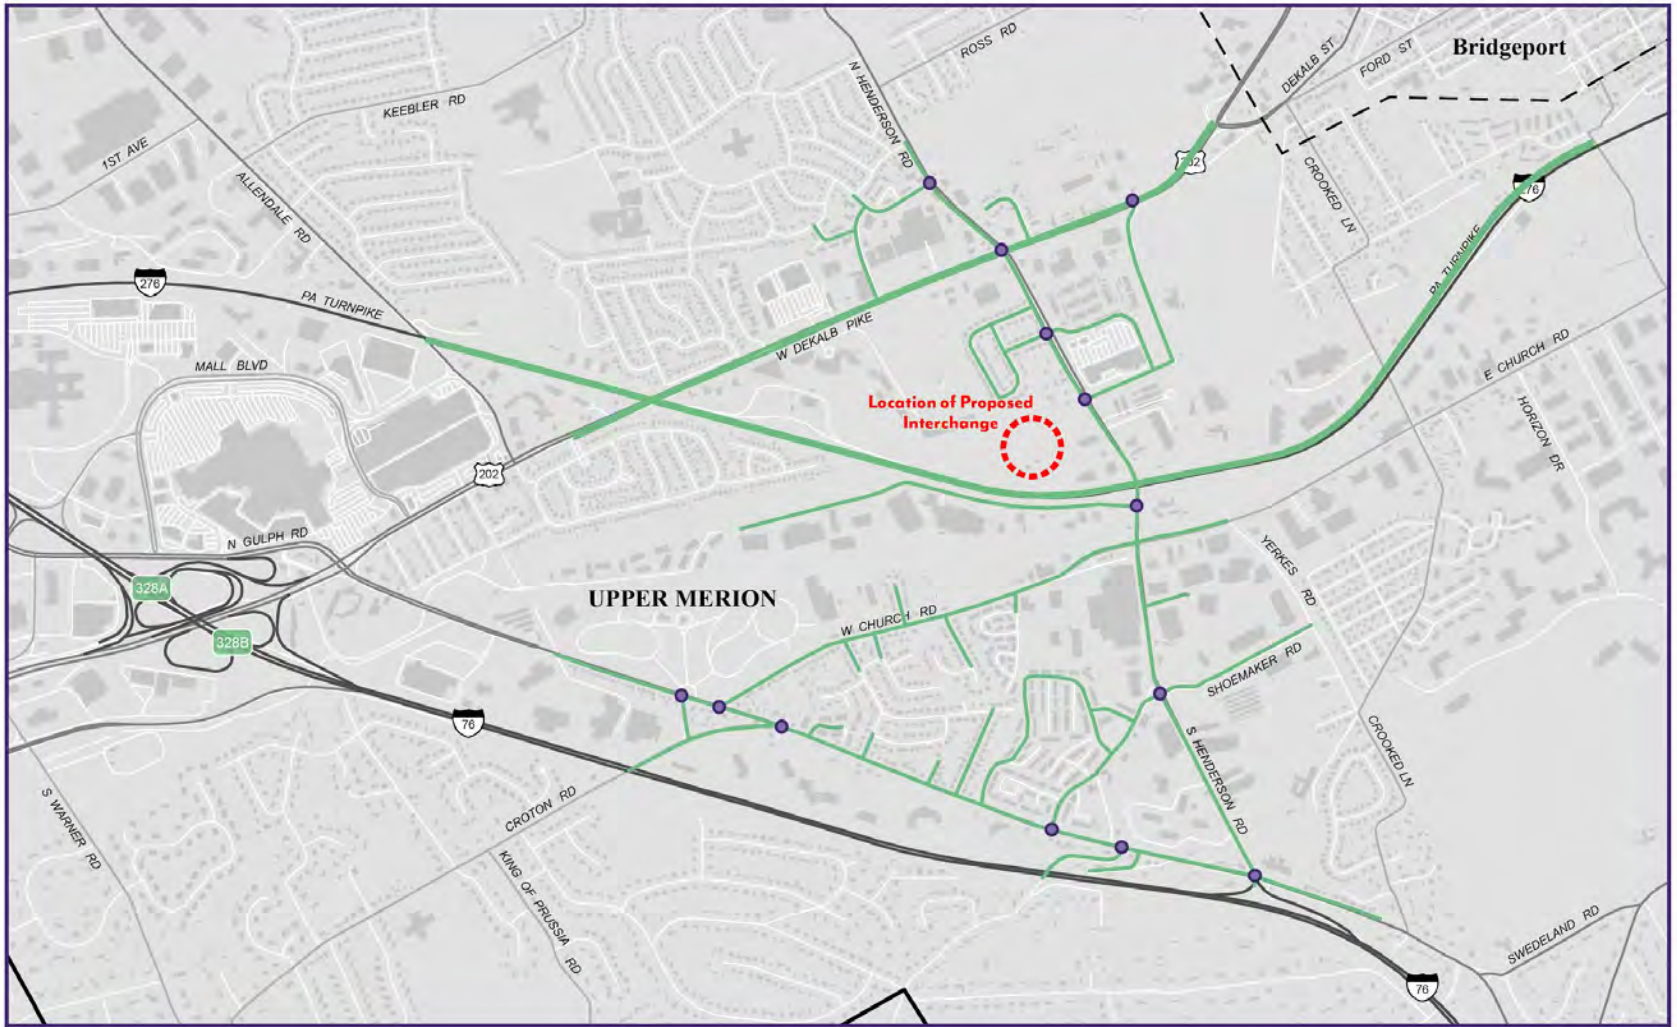 Bridgeport
ROSS RD
DEKALB ST
FORD ST
N HENDERSON RD
KEEBLER RD
1ST AVE
ALLENDALE RD
202
CROOKED LN
276
276
PA TURNPIKE
PA TURNPIKE
W DEKALB PIKE
MALL BLVD
E CHURCH RD
Location of Proposed
Interchange
HORIZON DR
202
N GULPH RD
YERKES RD
328A
UPPER MERION
W CHURCH RD
328B
SHOEMAKER RD
76
CROOKED LN
S HENDERSON RD
S WARNER RD
CROTON RD
KING OF PRUSSIA RD
SWEDELAND RD
76